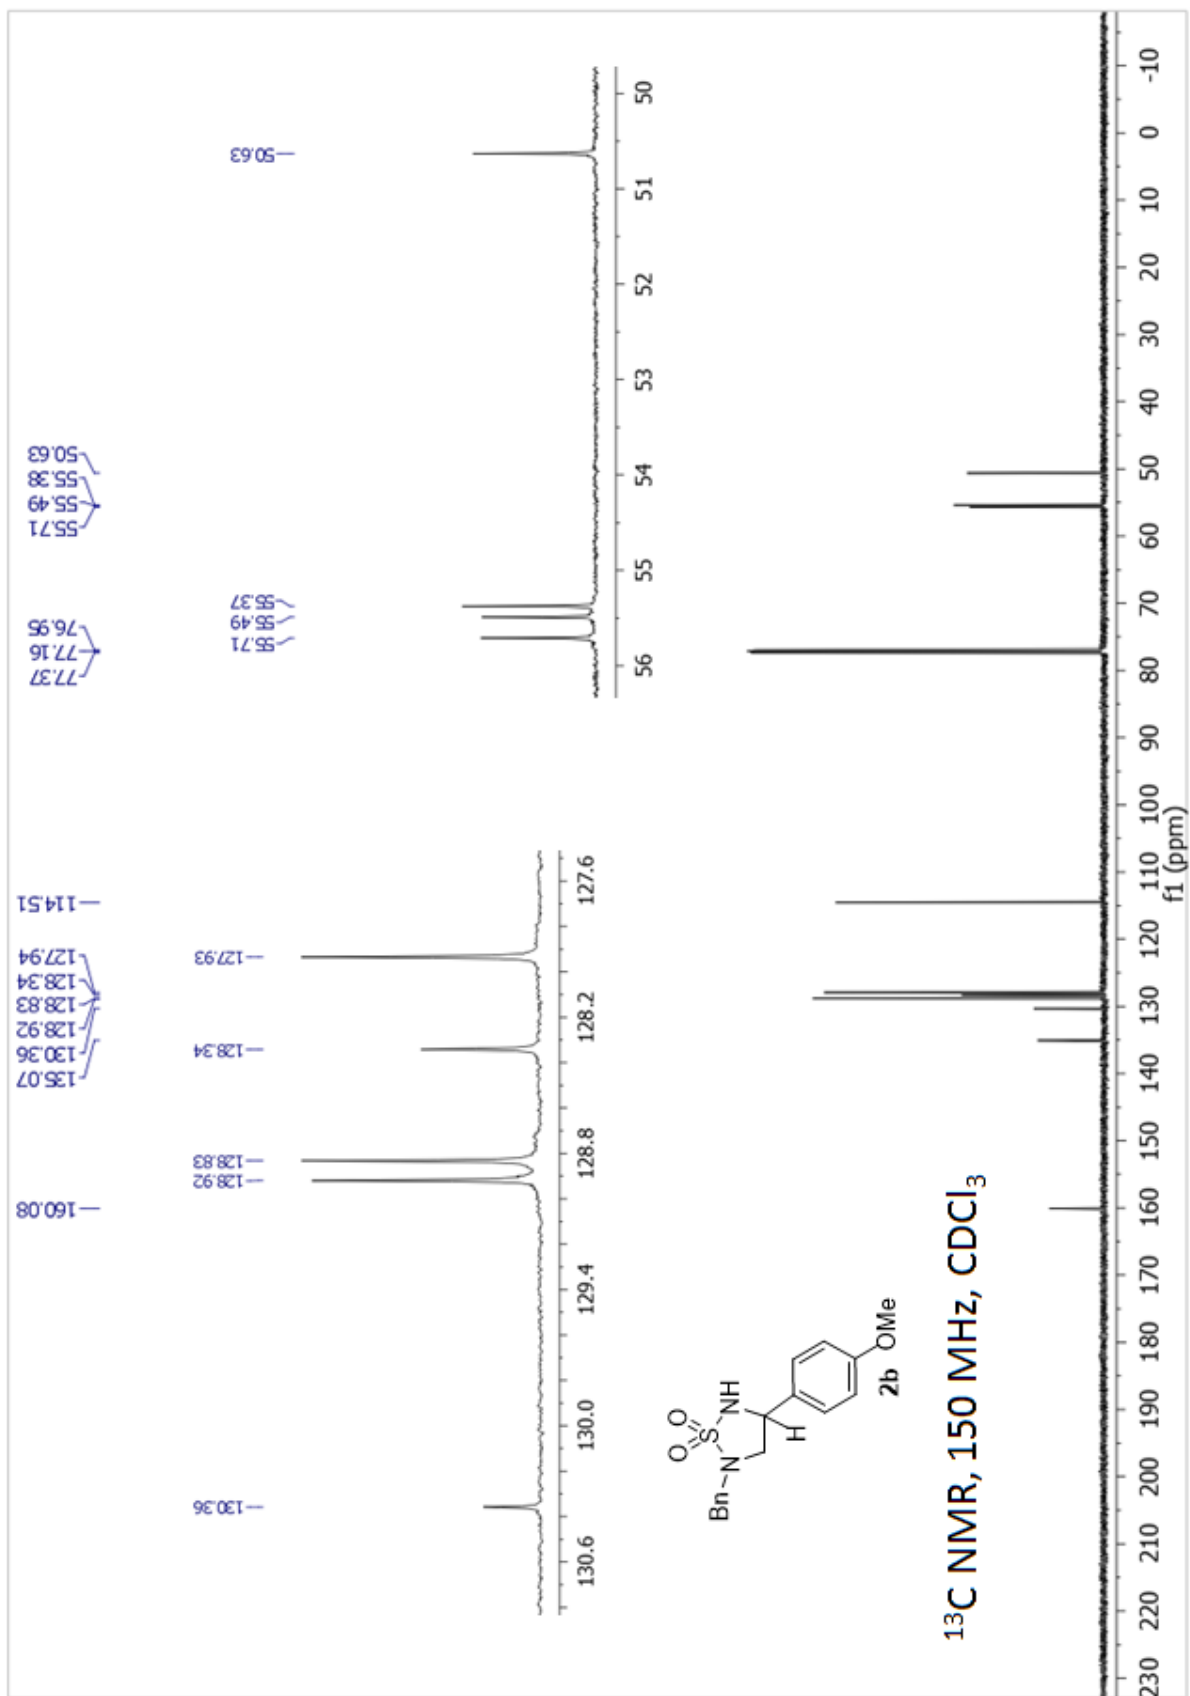 160.08
135.07
130.36
128.92
128.83
128.34
127.94
114.51
77.37
77.16
76.95
55.71
55.49
55.38
50.63
130.36
128.92
128.83
128.34
127.93
130.6 130.0 129.4 128.8 128.2 127.6
55.71
55.49
55.37
50.63
56 55 54 53 52 51 50
O O
S
Bn N NH
H
OMe
2b
¹³C NMR, 150 MHz, CDCl₃
230 220 210 200 190 180 170 160 150 140 130 120 110 100 90 80 70 60 50 40 30 20 10 0 -10
f1 (ppm)